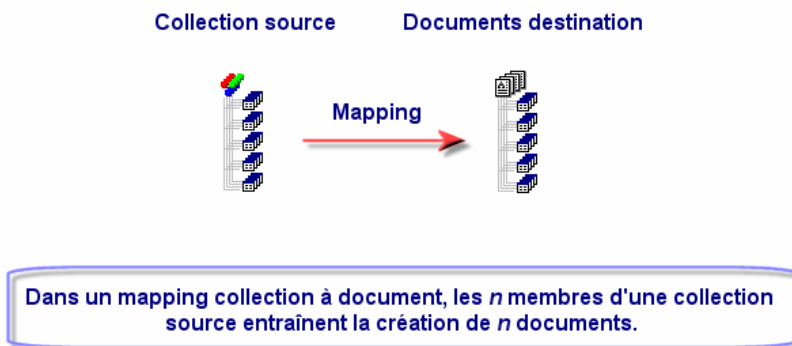 Collection source
Documents destination
Mapping
Dans un mapping collection à document, les n membres d'une collection
source entraînent la création de n documents.